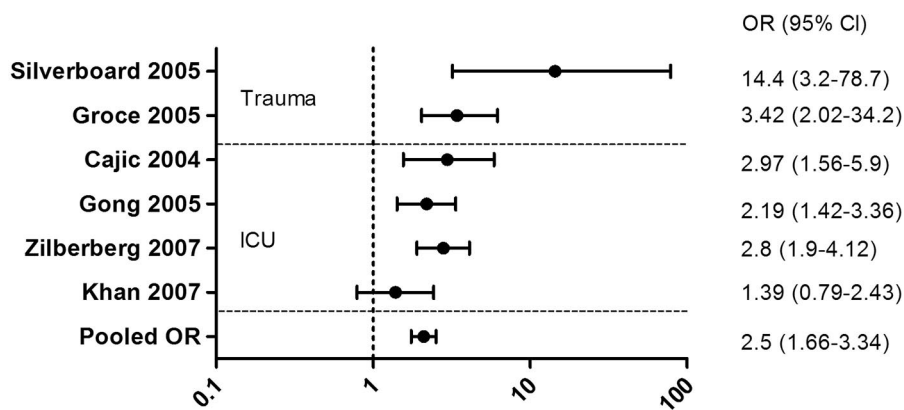 OR (95% CI)
Silverboard 2005 14.4 (3.2-78.7)
Trauma
Groce 2005 3.42 (2.02-34.2)
Cajic 2004 2.97 (1.56-5.9)
Gong 2005 2.19 (1.42-3.36)
ICU
Zilberberg 2007 2.8 (1.9-4.12)
Khan 2007 1.39 (0.79-2.43)
Pooled OR 2.5 (1.66-3.34)
0.1 1 10 100